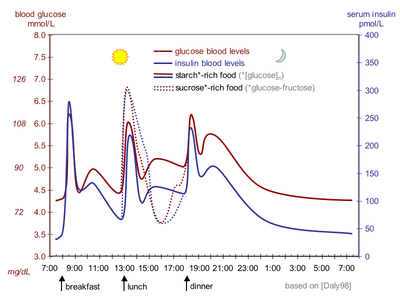 blood glucose
mmol/L
serum insulin
pmol/L
8.0
7.5
126 7.0
6.5
108 6.0
5.5
90 5.0
4.5
72 4.0
3.5
3.0
mg/dL
400
350
300
250
200
150
100
50
0
glucose blood levels
insulin blood levels
starch*-rich food (*[glucose]n)
sucrose*-rich food (*glucose-fructose)
7:00 9:00 11:00 13:00 15:00 17:00 19:00 21:00 23:00 1:00 3:00 5:00 7:00
breakfast
lunch
dinner
based on [Daly98]